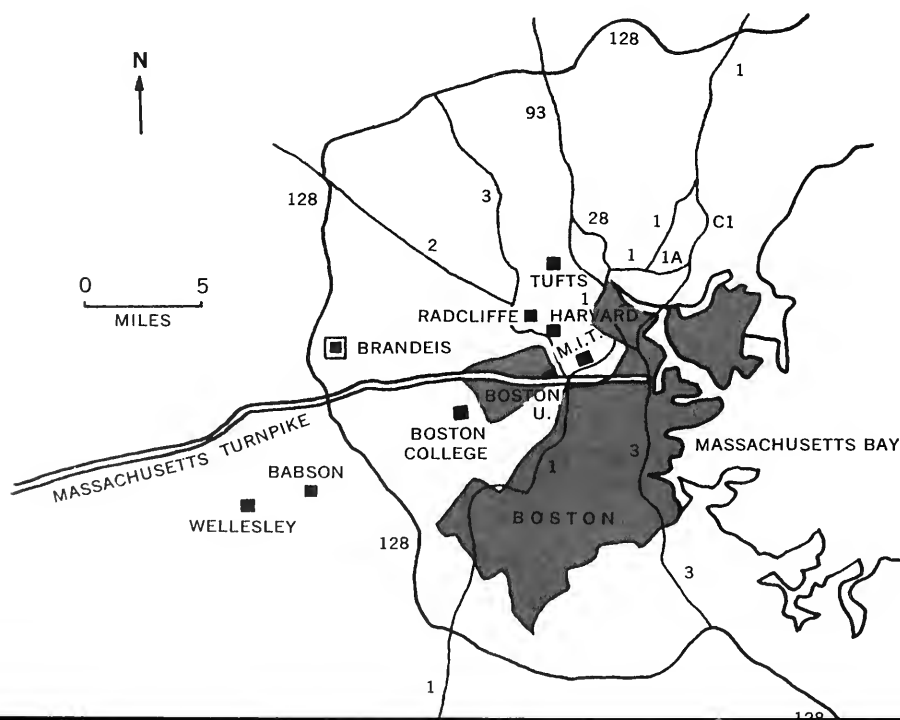 128
N
1
93
128
3
28
1
C1
2
1
1A
0 5
MILES
TUFTS
1
RADCLIFFE
HARVARD
M.I.T.
BRANDEIS
BOSTON
U.
BOSTON
COLLEGE
MASSACHUSETTS TURNPIKE
MASSACHUSETTS BAY
1
3
BABSON
WELLESLEY
BOSTON
128
3
1
128